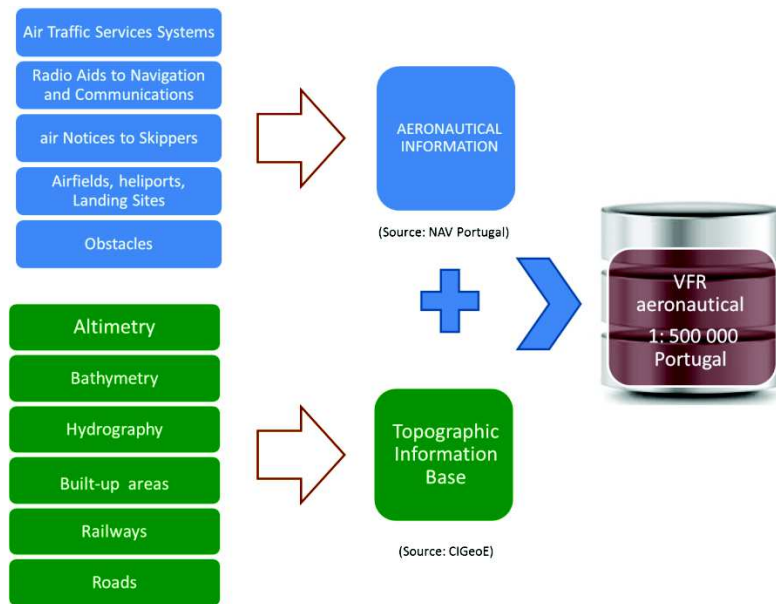 Air Traffic Services Systems
Radio Aids to Navigation
and Communications
air Notices to Skippers
Airfields, heliports,
Landing Sites
Obstacles
AERONAUTICAL
INFORMATION
(Source: NAV Portugal)
Altimetry
Bathymetry
Hydrography
Built-up areas
Railways
Roads
Topographic
Information
Base
(Source: CIGeoE)
VFR
aeronautical
1: 500 000
Portugal